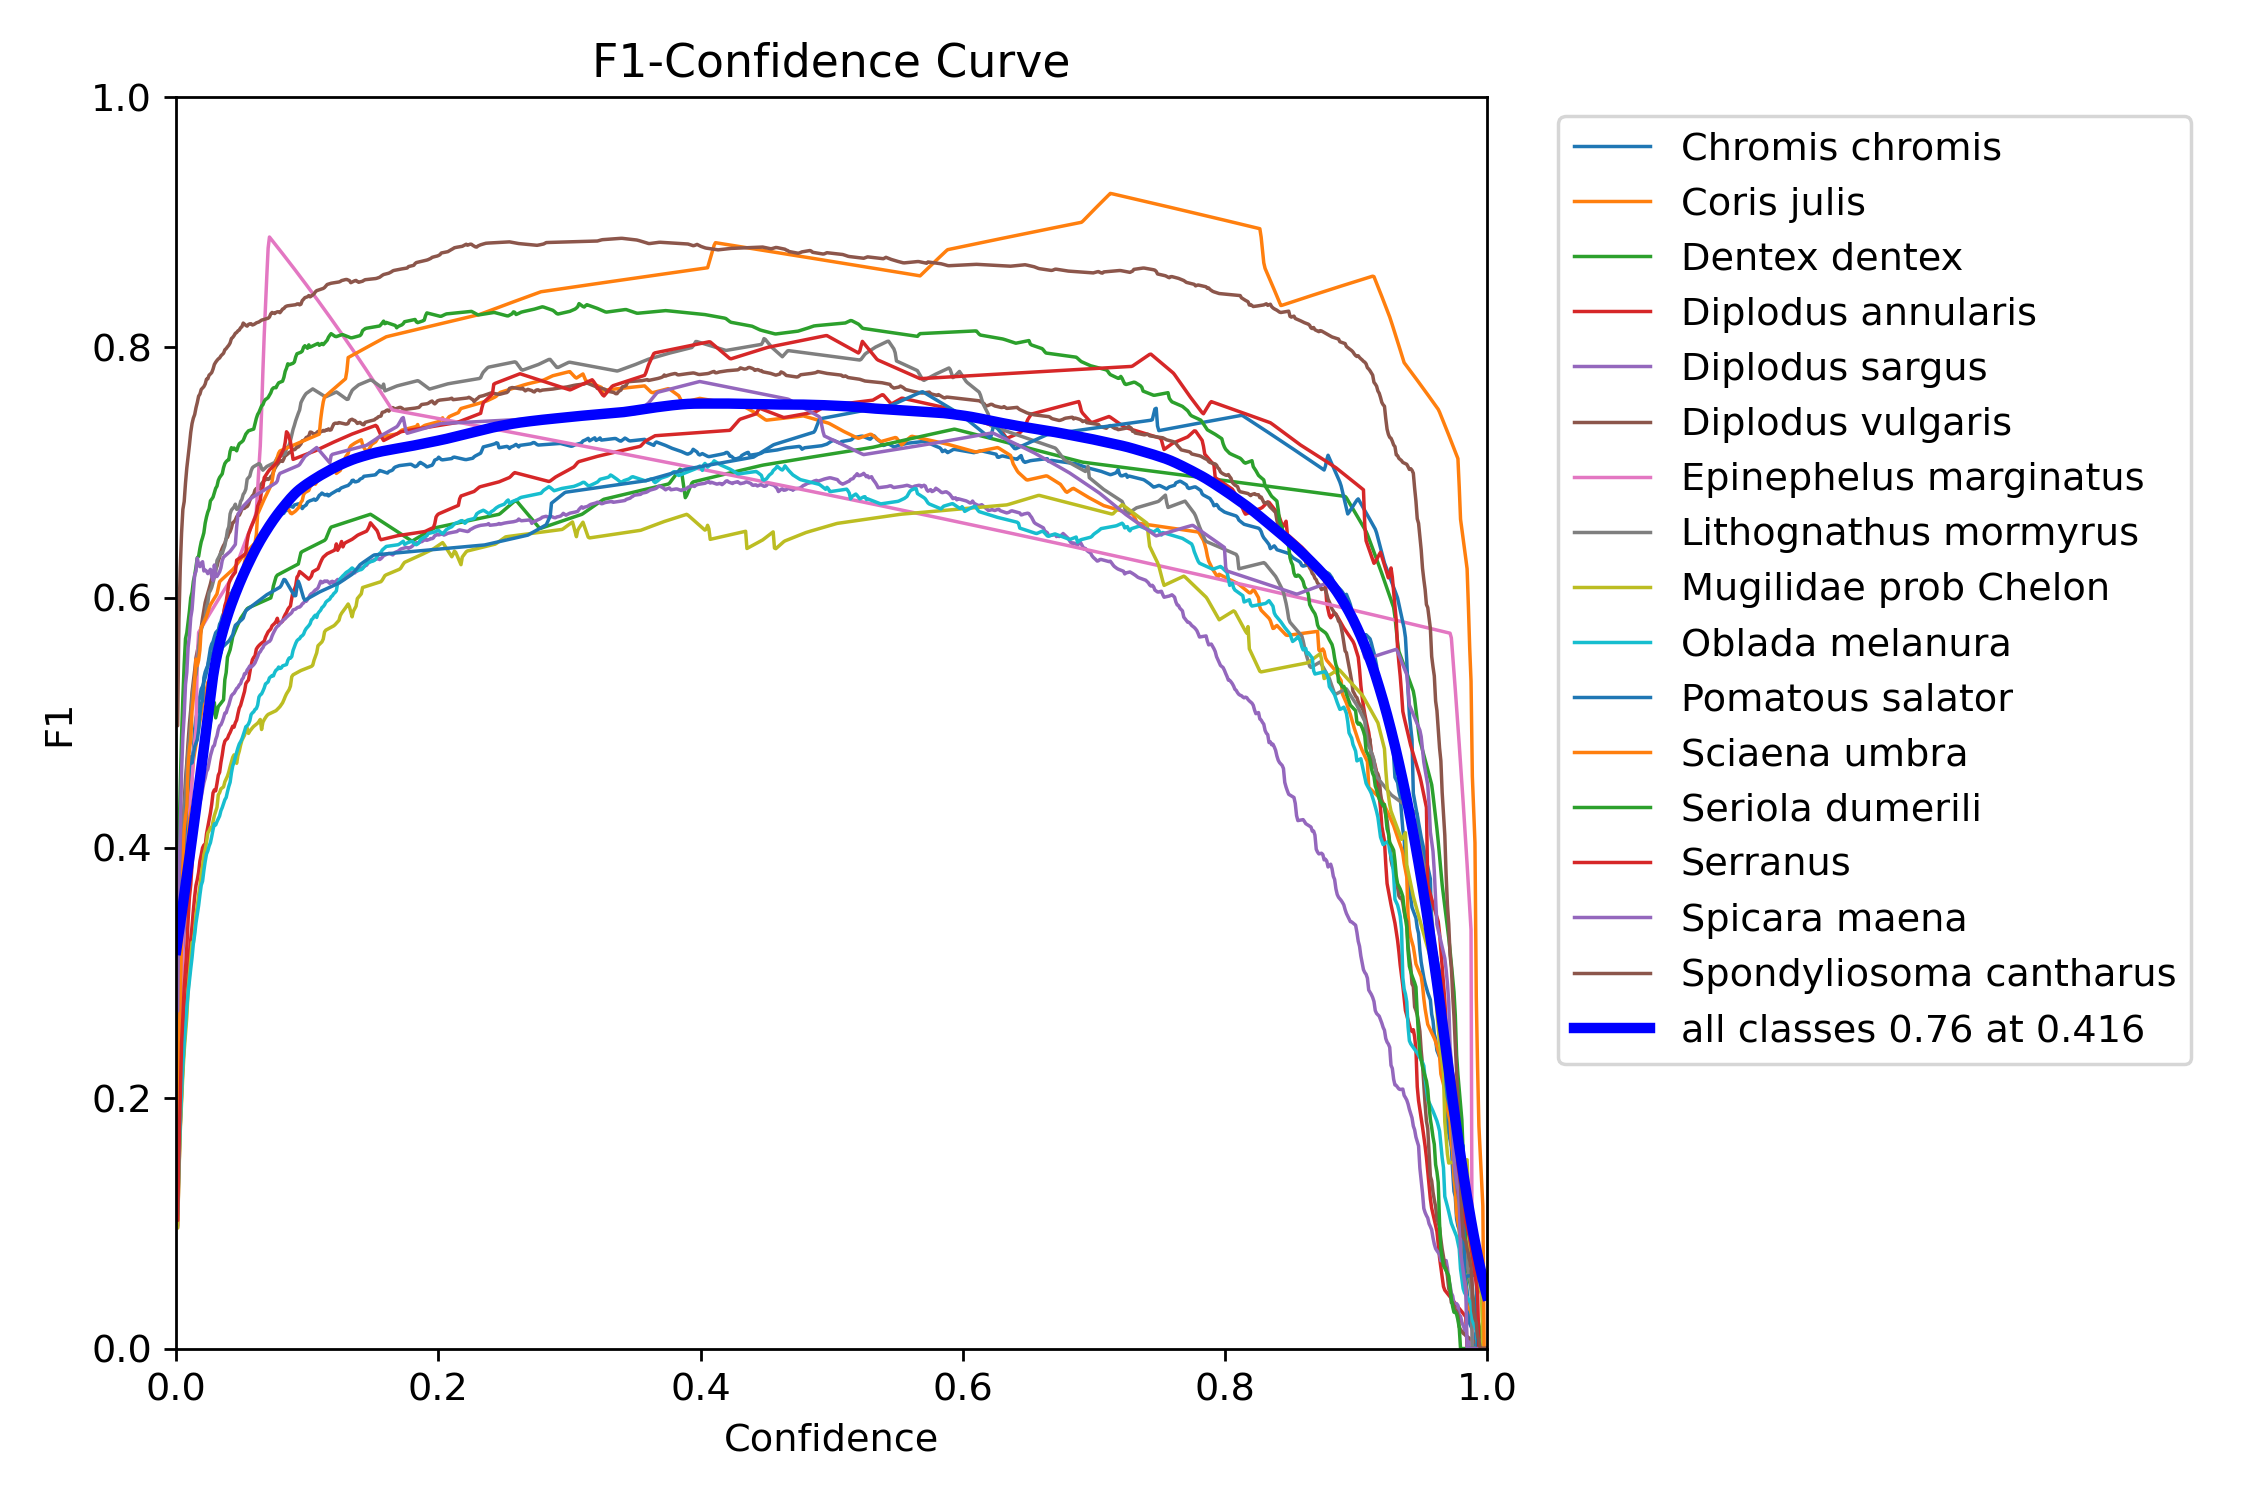 F1-Confidence Curve
1.0
0.8
0.6
0.4
0.2
0.0
F1
0.0 0.2 0.4 0.6 0.8 1.0
Confidence
Chromis chromis
Coris julis
Dentex dentex
Diplodus annularis
Diplodus sargus
Diplodus vulgaris
Epinephelus marginatus
Lithognathus mormyrus
Mugilidae prob Chelon
Oblada melanura
Pomatous salator
Sciaena umbra
Seriola dumerili
Serranus
Spicara maena
Spondyliosoma cantharus
all classes 0.76 at 0.416